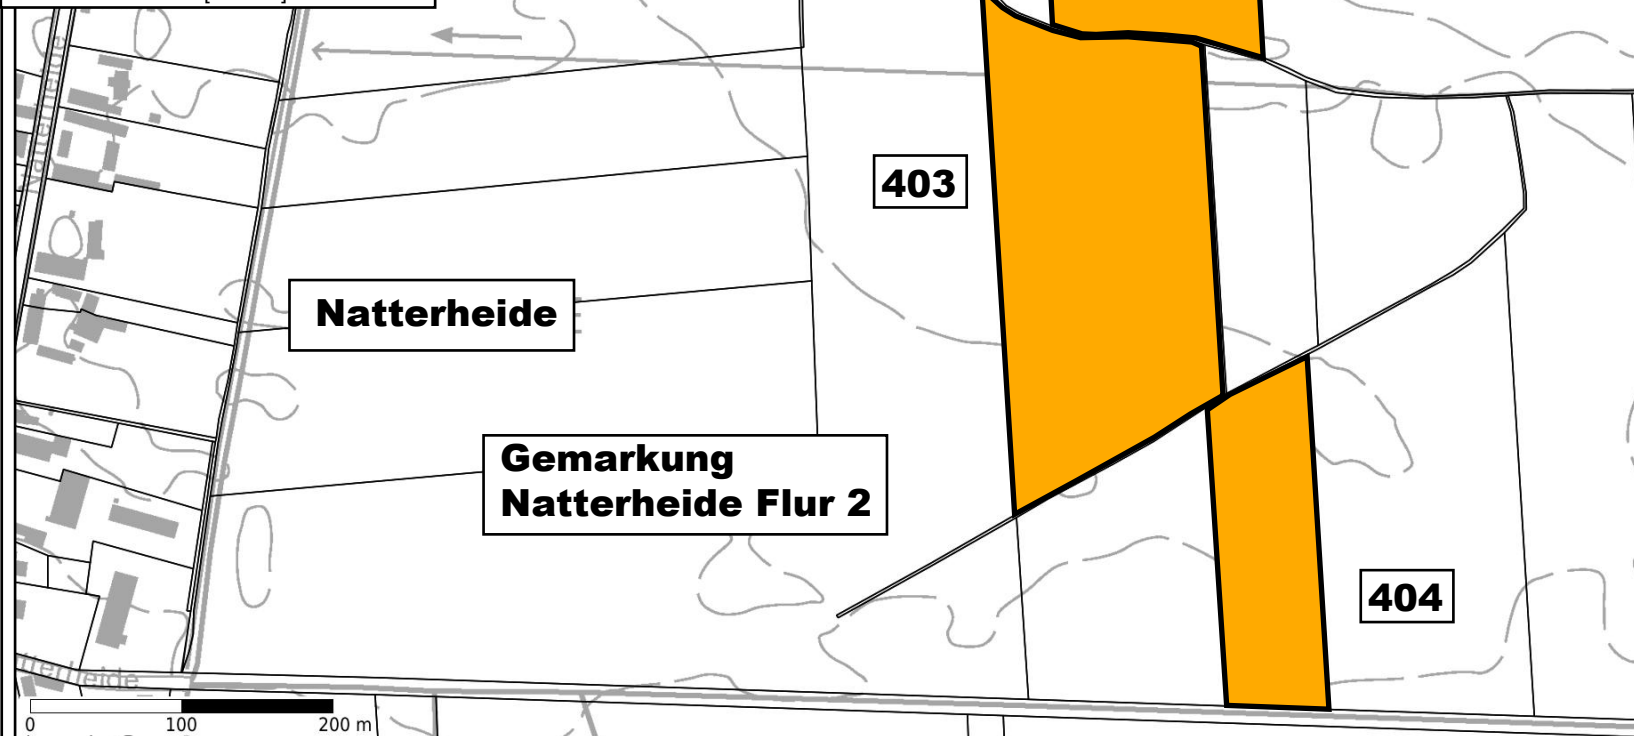 403
Natterheide
Gemarkung
Natterheide Flur 2
404
0 100 200 m